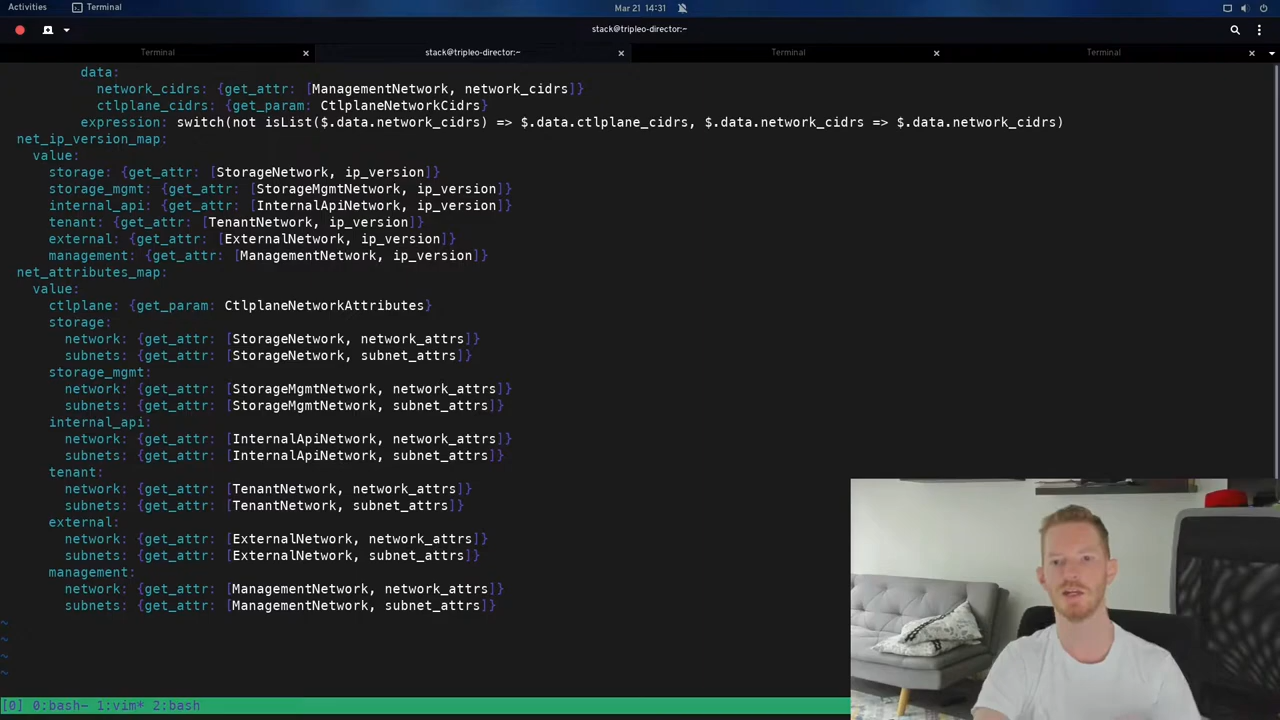 Activities
Terminal
Mar 21 14:31
stack@tripleo-director:~
Terminal
stack@tripleo-director:~
Terminal
Terminal
data:
network_cidrs: {get_attr: [ManagementNetwork, network_cidrs]}
ctlplane_cidrs: {get_param: CtlplaneNetworkCidrs}
expression: switch(not isList($.data.network_cidrs) => $.data.ctlplane_cidrs, $.data.network_cidrs => $.data.network_cidrs)
net_ip_version_map:
value:
storage: {get_attr: [StorageNetwork, ip_version]}
storage_mgmt: {get_attr: [StorageMgmtNetwork, ip_version]}
internal_api: {get_attr: [InternalApiNetwork, ip_version]}
tenant: {get_attr: [TenantNetwork, ip_version]}
external: {get_attr: [ExternalNetwork, ip_version]}
management: {get_attr: [ManagementNetwork, ip_version]}
net_attributes_map:
value:
ctlplane: {get_param: CtlplaneNetworkAttributes}
storage:
network: {get_attr: [StorageNetwork, network_attrs]}
subnets: {get_attr: [StorageNetwork, subnet_attrs]}
storage_mgmt:
network: {get_attr: [StorageMgmtNetwork, network_attrs]}
subnets: {get_attr: [StorageMgmtNetwork, subnet_attrs]}
internal_api:
network: {get_attr: [InternalApiNetwork, network_attrs]}
subnets: {get_attr: [InternalApiNetwork, subnet_attrs]}
tenant:
network: {get_attr: [TenantNetwork, network_attrs]}
subnets: {get_attr: [TenantNetwork, subnet_attrs]}
external:
network: {get_attr: [ExternalNetwork, network_attrs]}
subnets: {get_attr: [ExternalNetwork, subnet_attrs]}
management:
network: {get_attr: [ManagementNetwork, network_attrs]}
subnets: {get_attr: [ManagementNetwork, subnet_attrs]}
~
~
~
~
[0] 0:bash- 1:vim* 2:bash